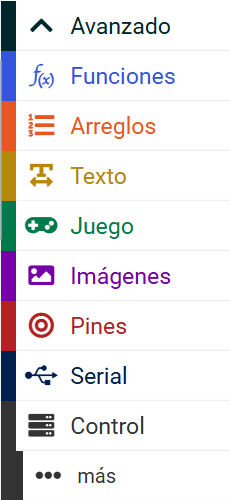 Avanzado
Funciones
Arreglos
Texto
Juego
Imágenes
Pines
Serial
Control
más